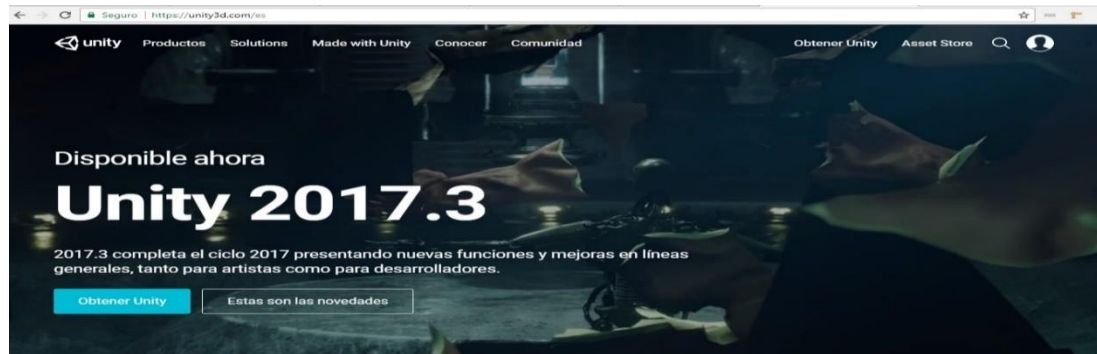 Seguro | https://unity3d.com/es
unity Productos Solutions Made with Unity Conocer Comunidad Obtener Unity Asset Store
Disponible ahora
Unity 2017.3
2017.3 completa el ciclo 2017 presentando nuevas funciones y mejoras en líneas
generales, tanto para artistas como para desarrolladores.
Obtener Unity Estas son las novedades